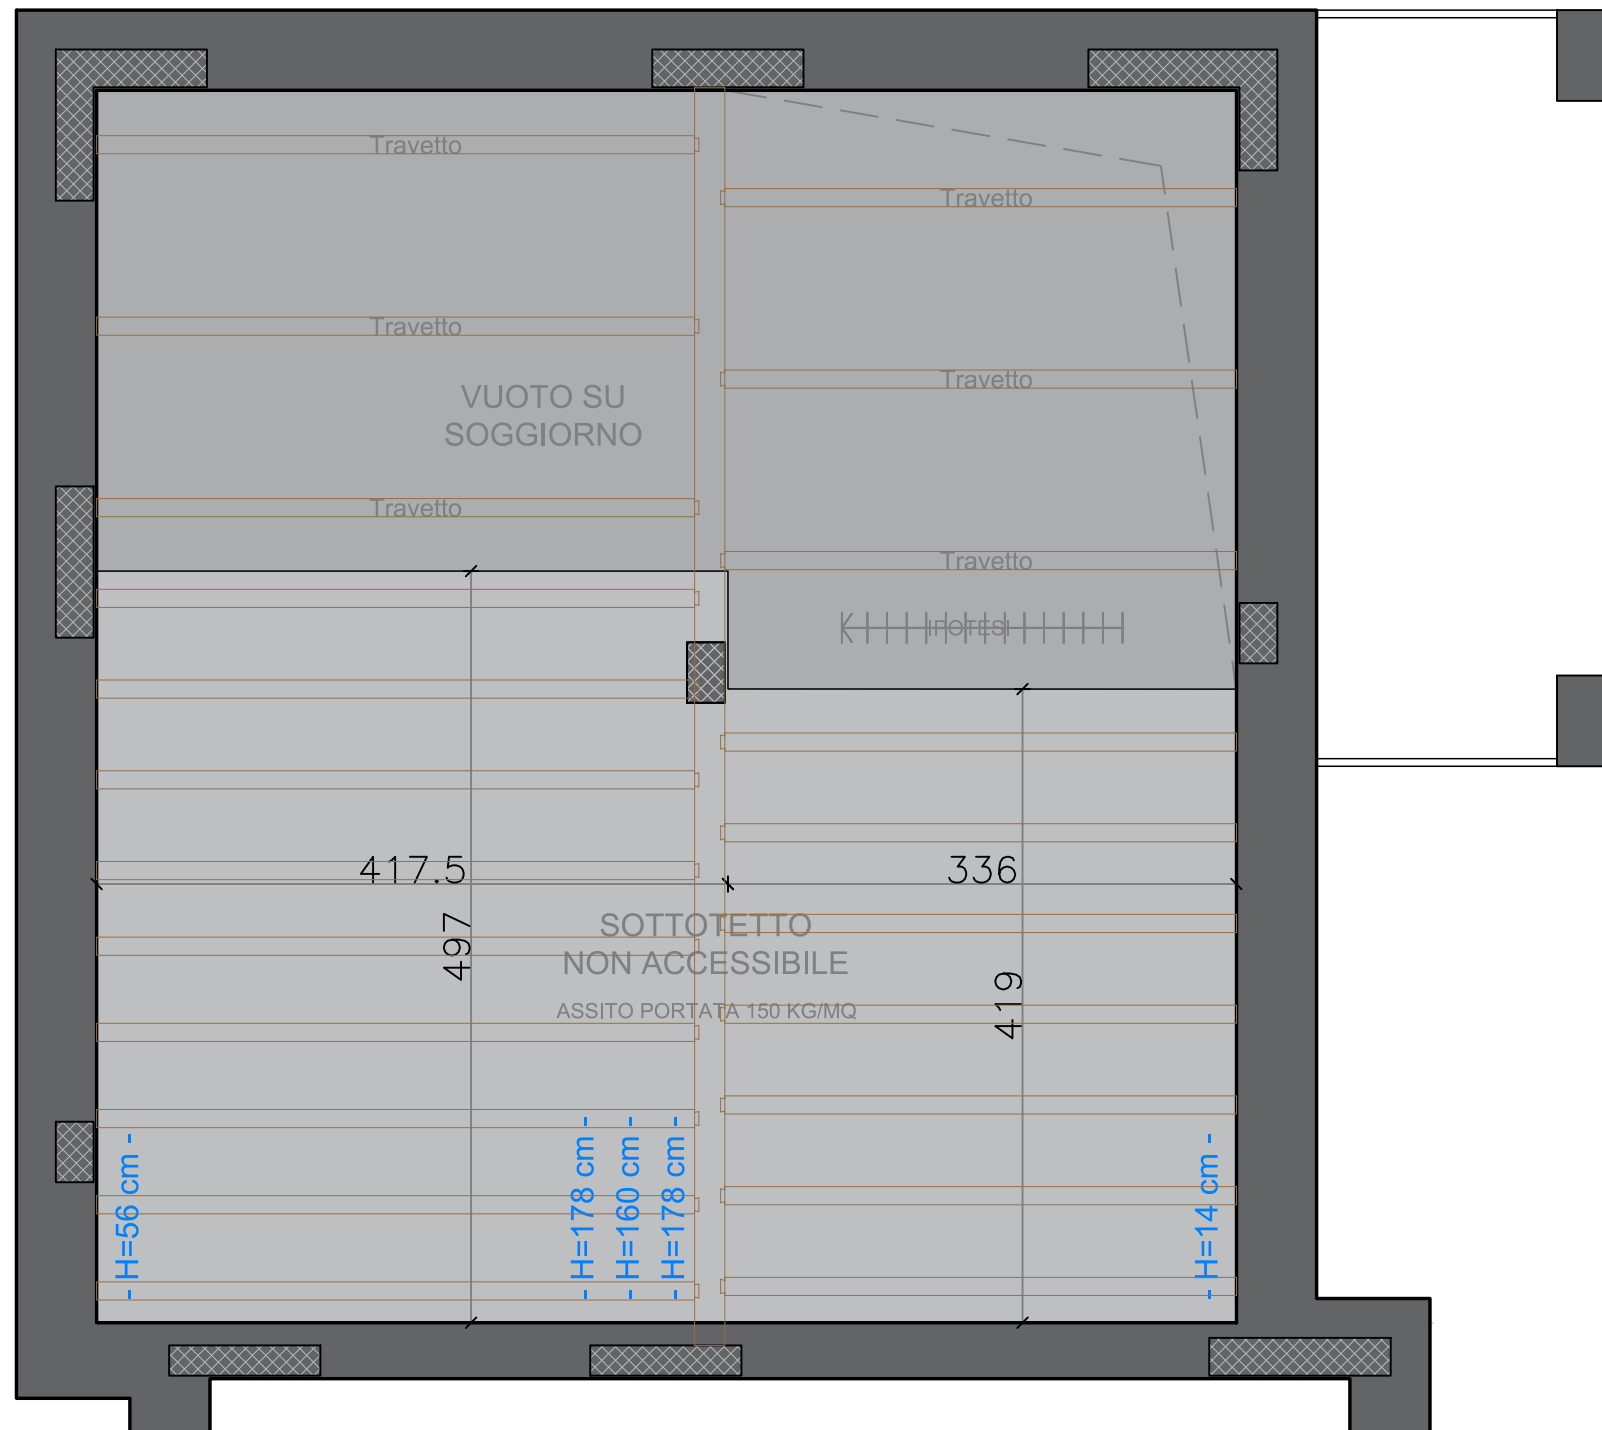 Travetto
Travetto
Travetto
Travetto
VUOTO SU
SOGGIORNO
Travetto
Travetto
IPOTESI
417.5
336
497
SOTTOTETTO
NON ACCESSIBILE
419
ASSITO PORTATA 150 KG/MQ
- H=56 cm -
- H=178 cm -
- H=160 cm -
- H=178 cm -
- H=14 cm -